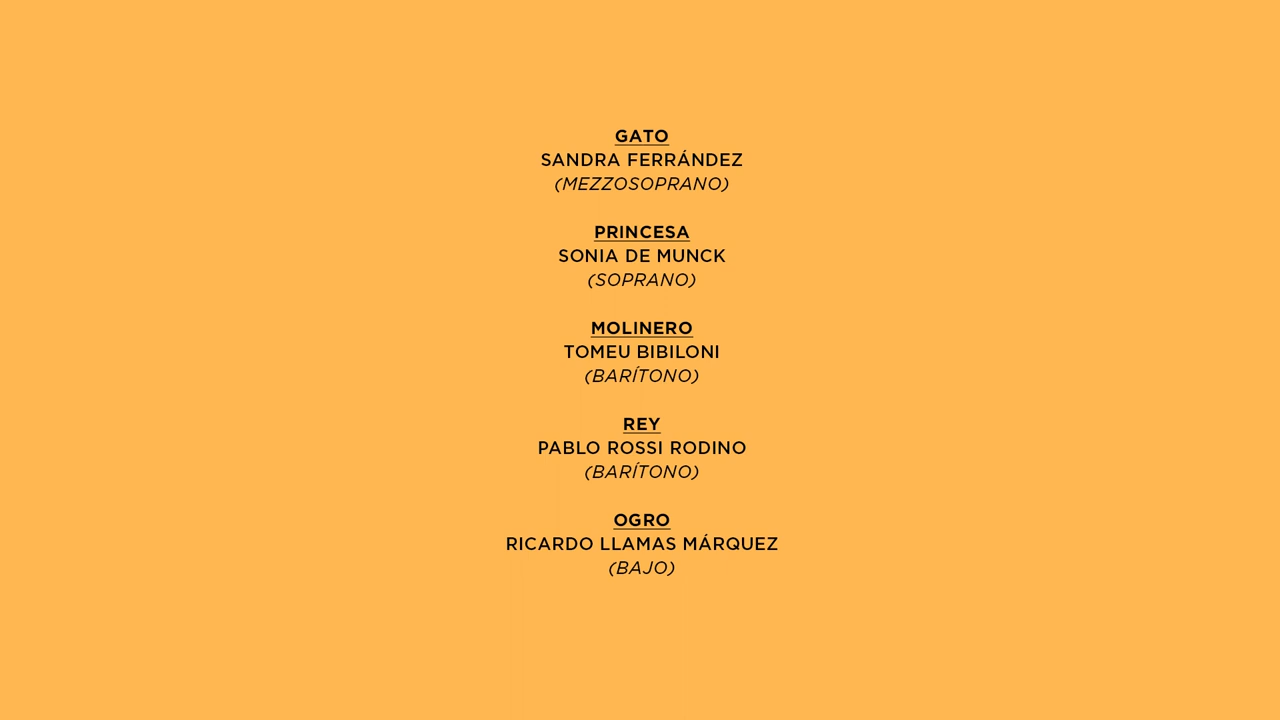 GATO
SANDRA FERRÁNDEZ
(MEZZOSOPRANO)
PRINCESA
SONIA DE MUNCK
(SOPRANO)
MOLINERO
TOMEU BIBILONI
(BARÍTONO)
REY
PABLO ROSSI RODINO
(BARÍTONO)
OGRO
RICARDO LLAMAS MÁRQUEZ
(BAJO)